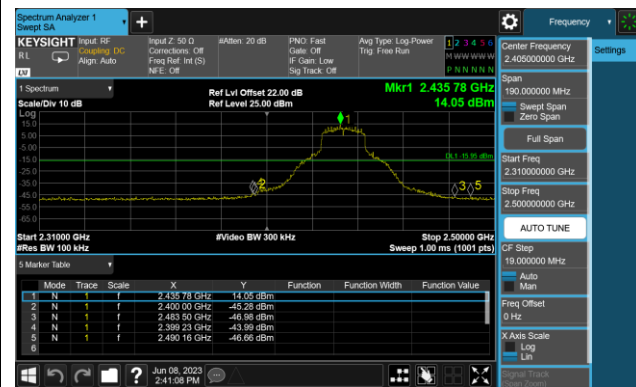 Spectrum Analyzer 1
Swept SA
+
Frequency
KEYSIGHT
RL
LXI
Input: RF
Coupling: DC
Align: Auto
Input Z: 50 Ω
Corrections: Off
Freq Ref: Int (S)
NFE: Off
#Atten: 20 dB
PNO: Fast
Gate: Off
IF Gain: Low
Sig Track: Off
Avg Type: Log-Power
Trig: Free Run
1 2 3 4 5 6
M W W W W W
P N N N N N
Settings
Center Frequency
2.405000000 GHz
Span
190.000000 MHz
Swept Span
Zero Span
Full Span
Start Freq
2.310000000 GHz
Stop Freq
2.500000000 GHz
AUTO TUNE
CF Step
19.000000 MHz
Auto
Man
Freq Offset
0 Hz
X Axis Scale
Log
Lin
Signal Track
(Span Zoom)
1 Spectrum
Scale/Div 10 dB
Ref Lvl Offset 22.00 dB
Ref Level 25.00 dBm
Mkr1 2.435 78 GHz
14.05 dBm
Log
15.0
5.00
-5.00
-15.0
-25.0
-35.0
-45.0
-55.0
-65.0
1
DL1 -15.95 dBm
2
3
5
Start 2.31000 GHz
#Res BW 100 kHz
#Video BW 300 kHz
Stop 2.50000 GHz
Sweep 1.00 ms (1001 pts)
5 Marker Table
Mode Trace Scale X Y Function Function Width Function Value
1 N 1 f 2.435 78 GHz 14.05 dBm
2 N 1 f 2.400 00 GHz -45.28 dBm
3 N 1 f 2.483 50 GHz -46.98 dBm
4 N 1 f 2.399 23 GHz -43.99 dBm
5 N 1 f 2.490 16 GHz -46.66 dBm
6
?
Jun 08, 2023
2:41:08 PM